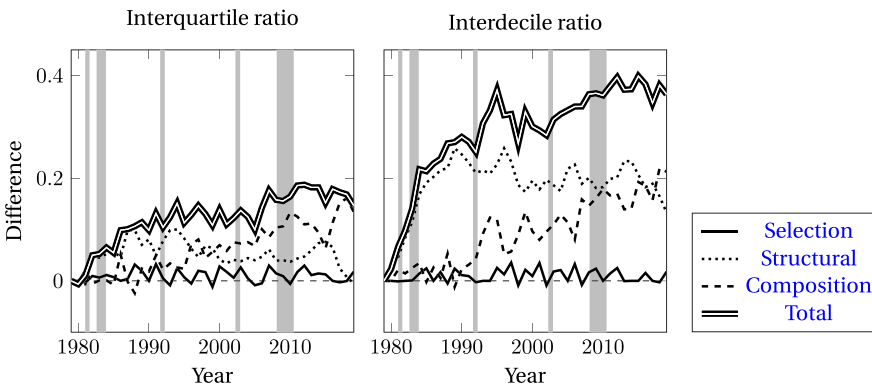 Interquartile ratio
Interdecile ratio
Difference
0.4
0.2
0
1980 1990 2000 2010
Year
1980 1990 2000 2010
Year
Selection
Structural
Composition
Total